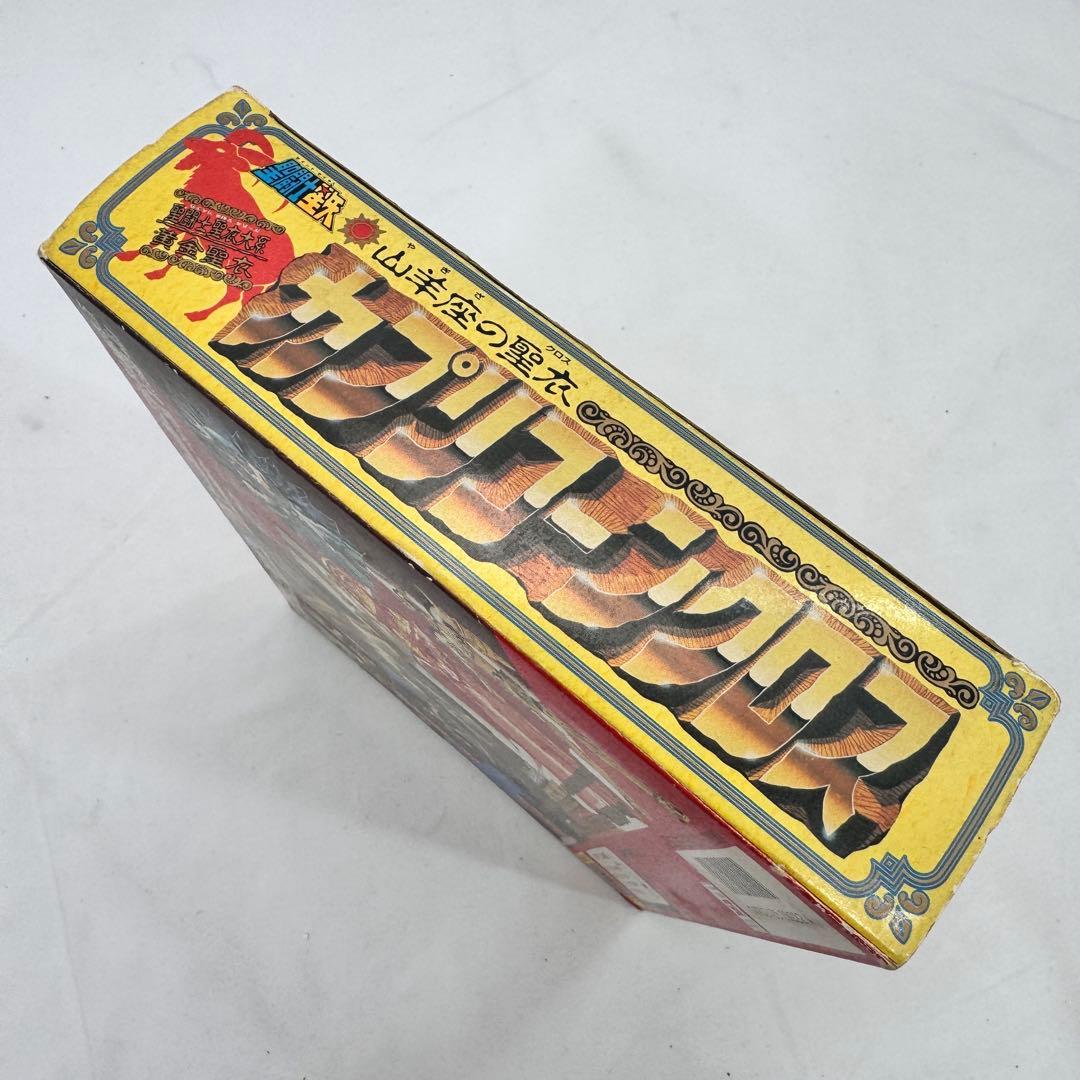 聖闘士星矢
聖闘士聖衣大系
黄金聖衣
やぎざ クロス
山羊座の聖衣
カプリコーンクロス